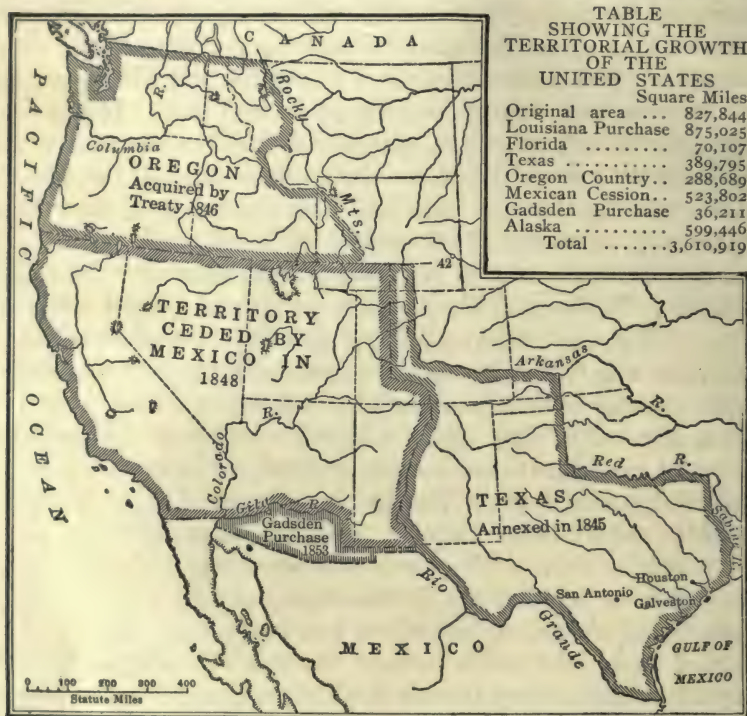 TABLE
SHOWING THE
TERRITORIAL GROWTH
OF THE
UNITED STATES
Square Miles
Original area ... 827,844
Louisiana Purchase 875,025
Florida ......... 70,107
Texas ........... 389,795
Oregon Country.. 288,689
Mexican Cession.. 523,802
Gadsden Purchase 36,211
Alaska .......... 599,446
Total .......3,610,919
CANADA
PACIFIC
OCEAN
R.
Rocky
Mts.
Columbia
OREGON
Acquired by
Treaty 1846
42°
TERRITORY
CEDED BY
MEXICO IN
1848
Arkansas
R.
R.
Colorado
Red R.
Gila R
Gadsden
Purchase
1853
TEXAS
Annexed in 1845
Sabine R.
Houston
San Antonio
Galveston
Rio
Grande
MEXICO
GULF OF
MEXICO
0 100 200 300 400
Statute Miles